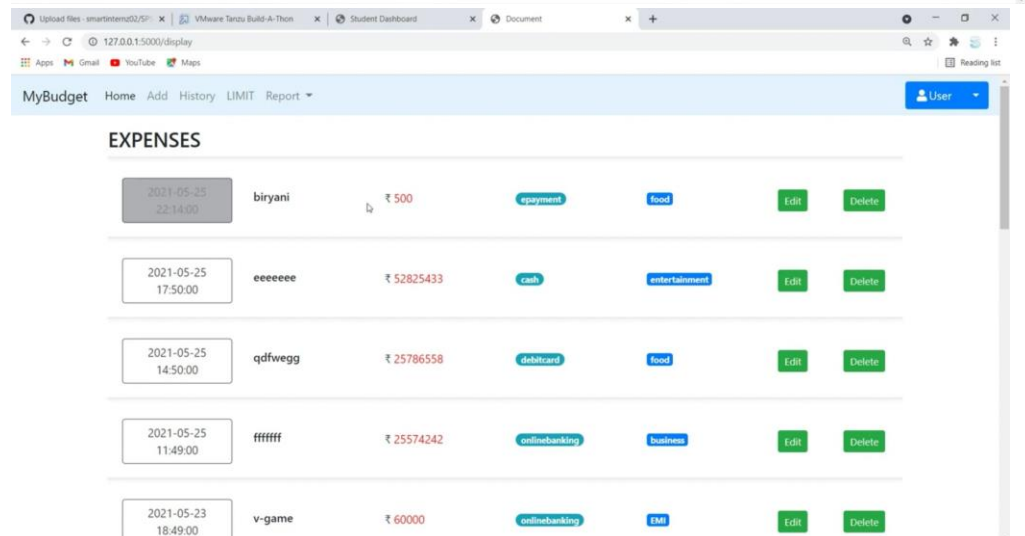 Upload files - smartinternz02/SP
VMware Tanzu Build-A-Thon
Student Dashboard
Document
127.0.0.1:5000/display
Apps
Gmail
YouTube
Maps
Reading list
MyBudget
Home
Add
History
LIMIT
Report
User
EXPENSES
2021-05-25
22:14:00
biryani
₹ 500
epayment
food
Edit
Delete
2021-05-25
17:50:00
eeeeeee
₹ 52825433
cash
entertainment
Edit
Delete
2021-05-25
14:50:00
qdfwegg
₹ 25786558
debitcard
food
Edit
Delete
2021-05-25
11:49:00
fffffff
₹ 25574242
onlinebanking
business
Edit
Delete
2021-05-23
18:49:00
v-game
₹ 60000
onlinebanking
EMI
Edit
Delete